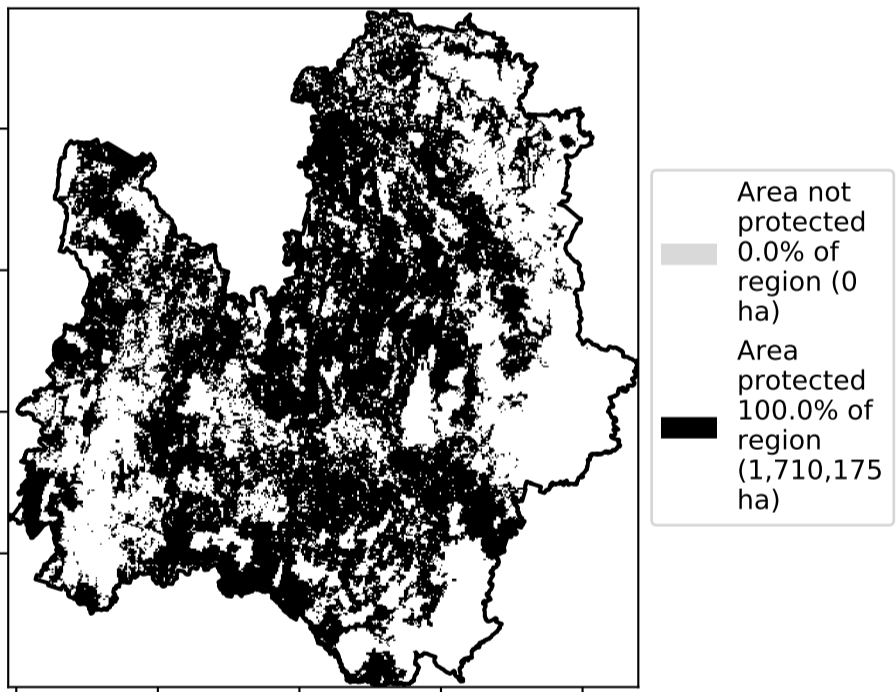 Area not
protected
0.0% of
region (0
ha)
Area
protected
100.0% of
region
(1,710,175
ha)